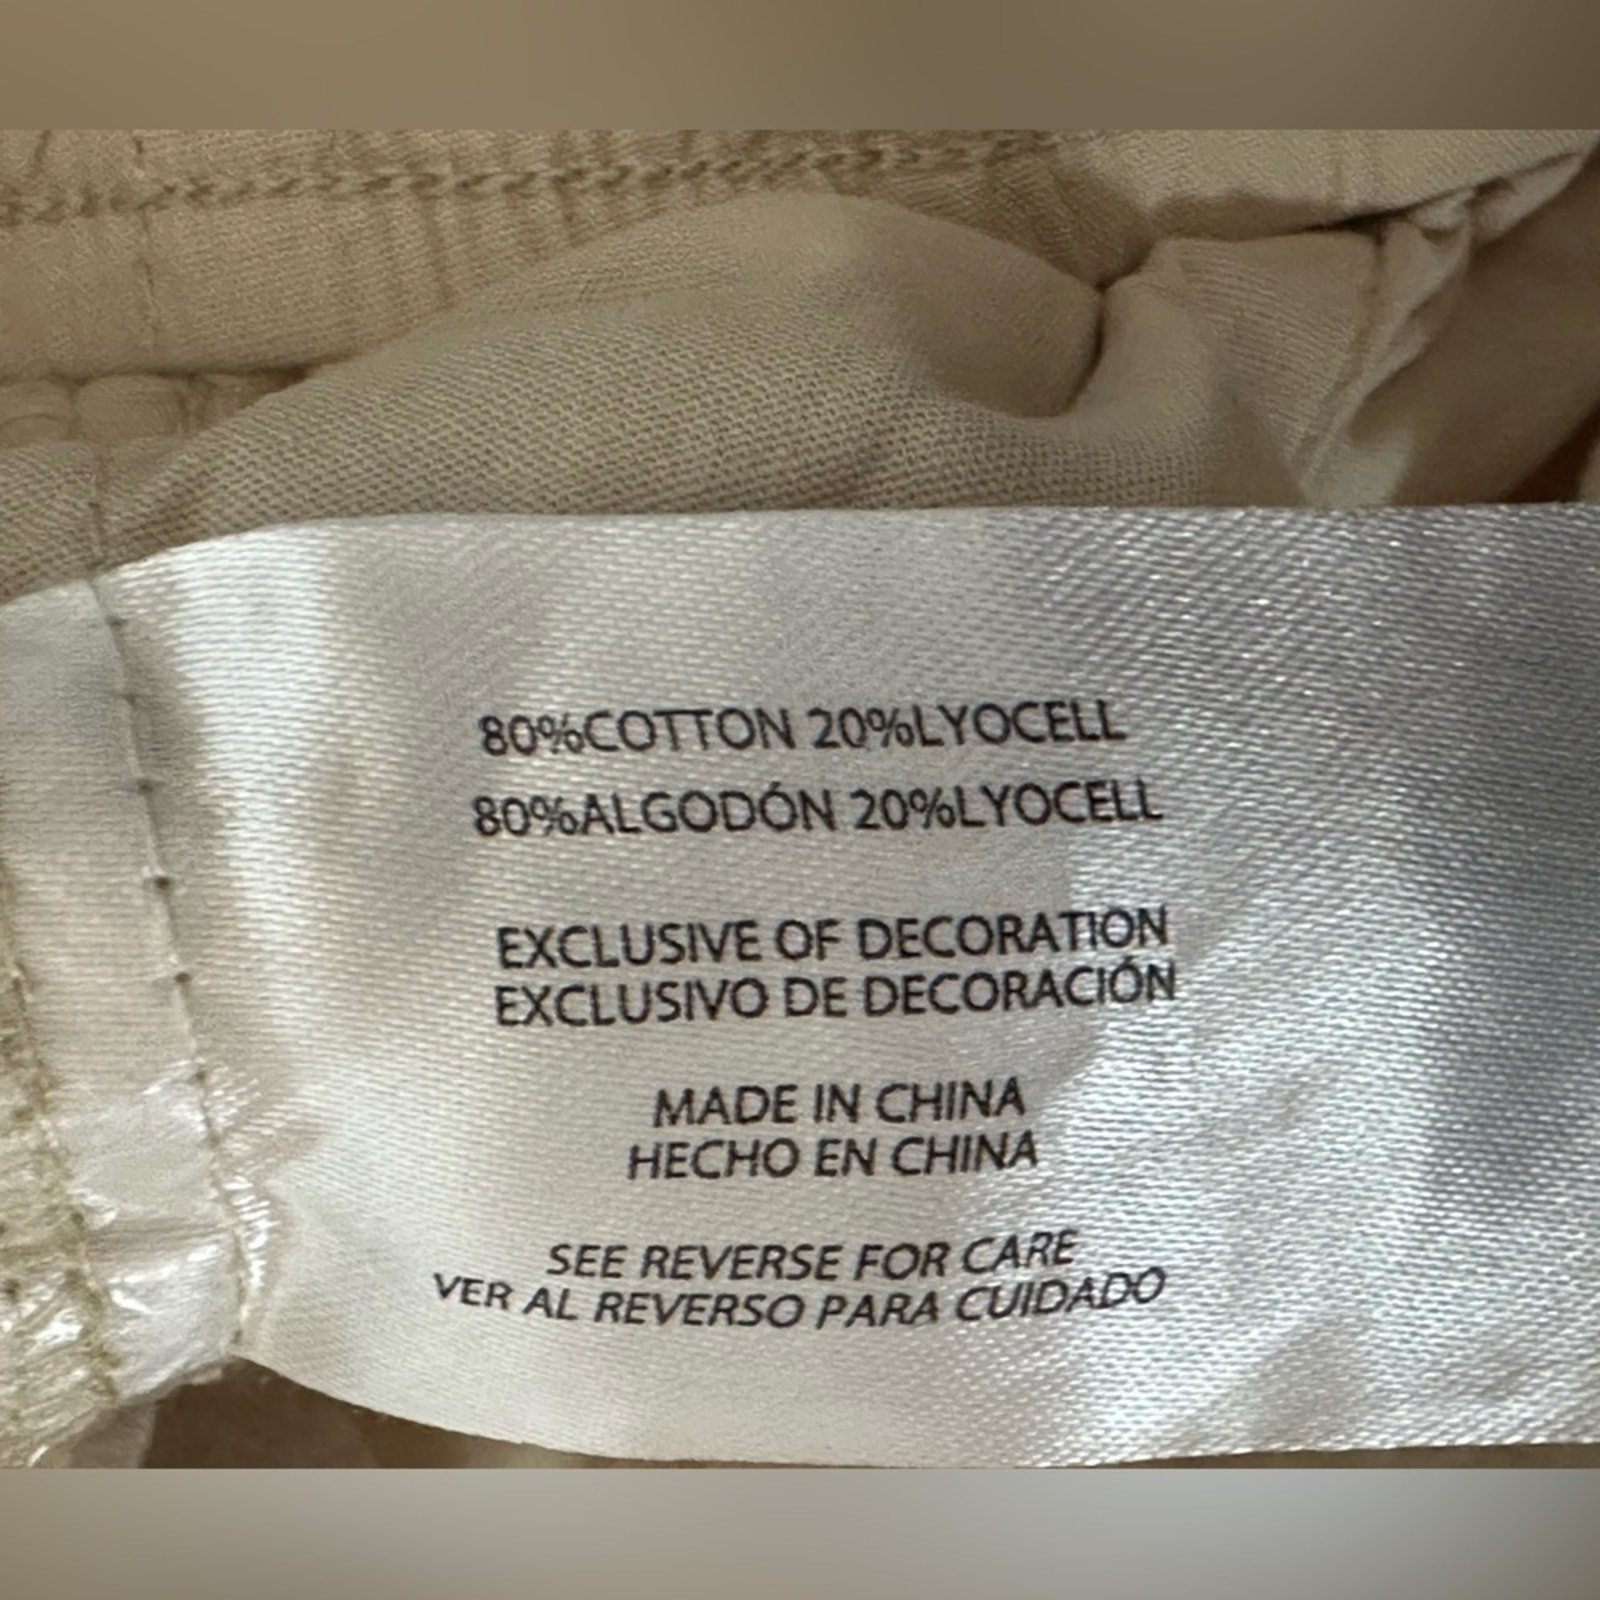 80%COTTON 20%LYOCELL
80%ALGODÓN 20%LYOCELL
EXCLUSIVE OF DECORATION
EXCLUSIVO DE DECORACIÓN
MADE IN CHINA
HECHO EN CHINA
SEE REVERSE FOR CARE
VER AL REVERSO PARA CUIDADO